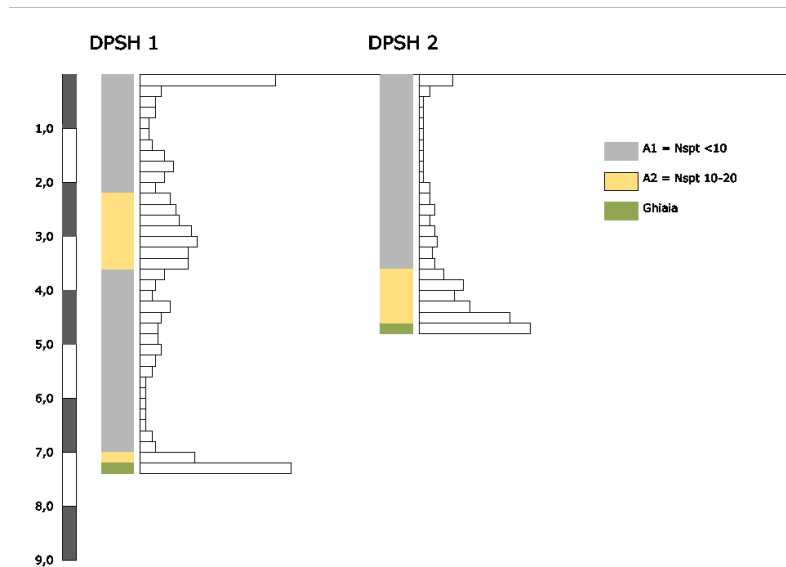 DPSH 1
DPSH 2
1,0
2,0
3,0
4,0
5,0
6,0
7,0
8,0
9,0
A1 = Nspt <10
A2 = Nspt 10-20
Ghiaia